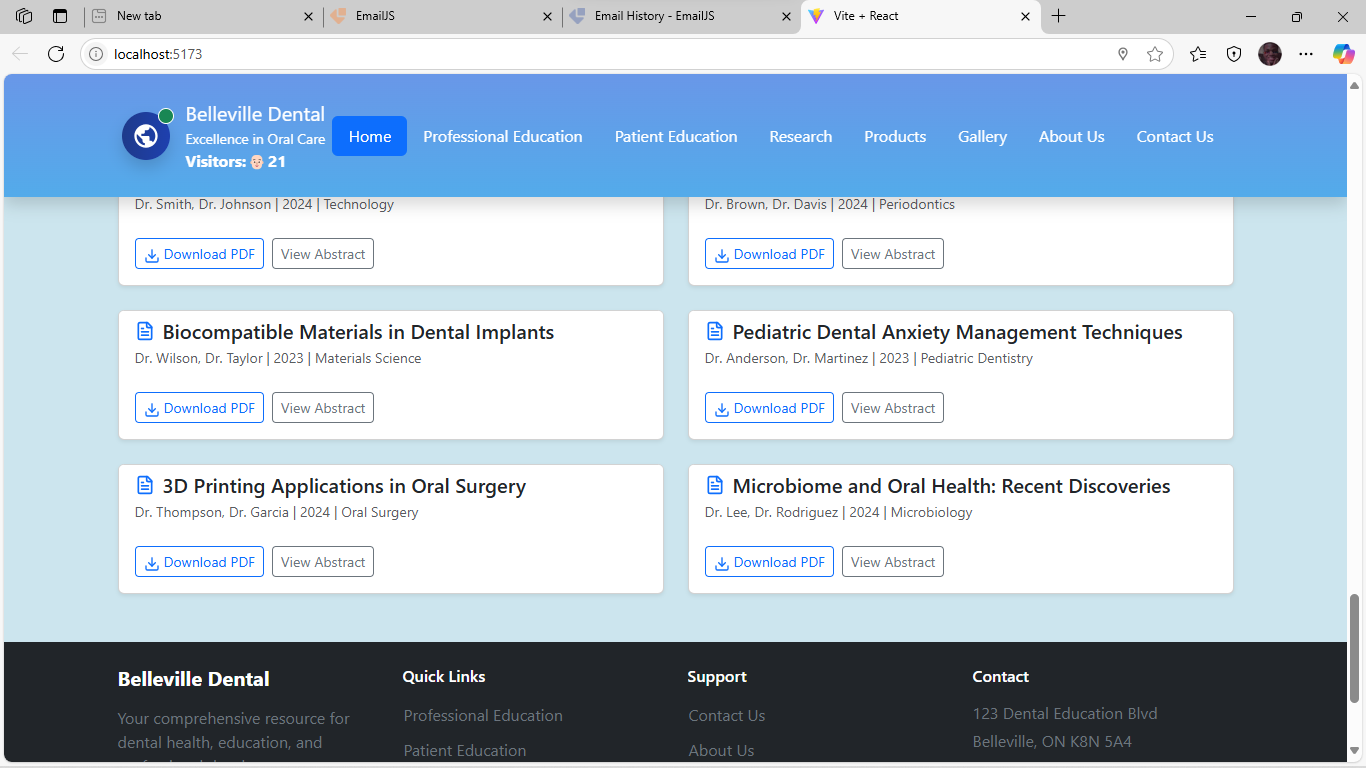 New tab
EmailJS
Email History - EmailJS
Vite + React
localhost:5173
Belleville Dental
Excellence in Oral Care
Visitors: 21
Home
Professional Education
Patient Education
Research
Products
Gallery
About Us
Contact Us
Dr. Smith, Dr. Johnson | 2024 | Technology
Download PDF
View Abstract
Dr. Brown, Dr. Davis | 2024 | Periodontics
Download PDF
View Abstract
Biocompatible Materials in Dental Implants
Dr. Wilson, Dr. Taylor | 2023 | Materials Science
Download PDF
View Abstract
Pediatric Dental Anxiety Management Techniques
Dr. Anderson, Dr. Martinez | 2023 | Pediatric Dentistry
Download PDF
View Abstract
3D Printing Applications in Oral Surgery
Dr. Thompson, Dr. Garcia | 2024 | Oral Surgery
Download PDF
View Abstract
Microbiome and Oral Health: Recent Discoveries
Dr. Lee, Dr. Rodriguez | 2024 | Microbiology
Download PDF
View Abstract
Belleville Dental
Your comprehensive resource for
dental health, education, and
Quick Links
Professional Education
Patient Education
Support
Contact Us
About Us
Contact
123 Dental Education Blvd
Belleville, ON K8N 5A4